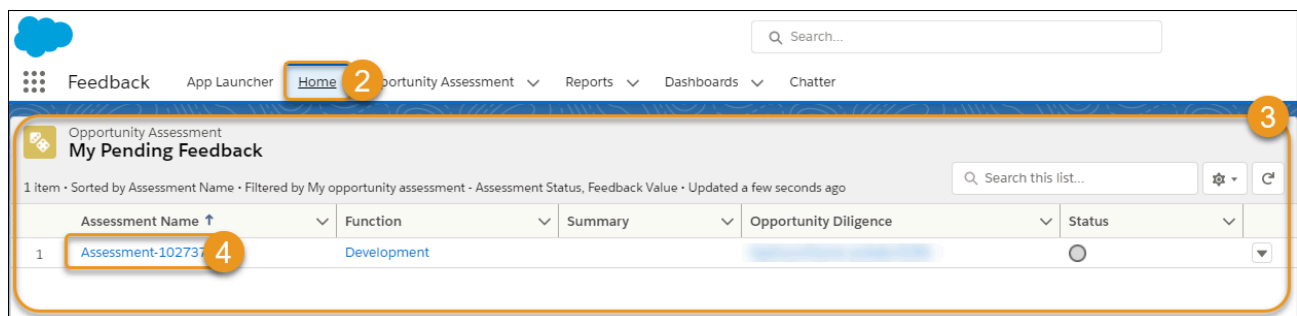 Search...
Feedback App Launcher Home 2 portunity Assessment Reports Dashboards Chatter
3
Opportunity Assessment
My Pending Feedback
1 item • Sorted by Assessment Name • Filtered by My opportunity assessment - Assessment Status, Feedback Value • Updated a few seconds ago
Search this list...
Assessment Name ↑ Function Summary Opportunity Diligence Status
1 Assessment-102737 4 Development